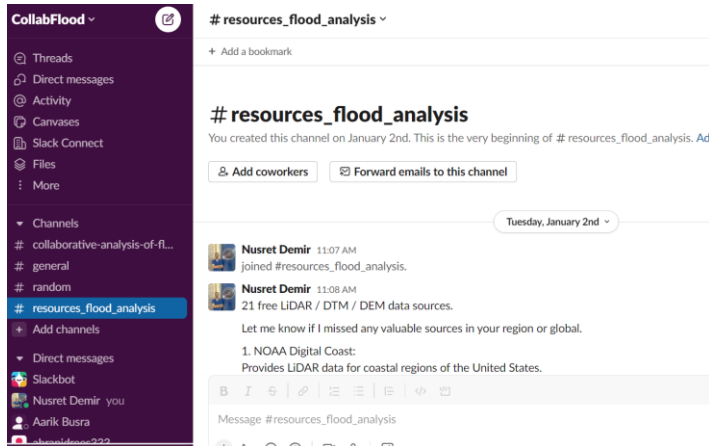 CollabFlood
Threads
Direct messages
Activity
Canvases
Slack Connect
Files
More
Channels
# collaborative-analysis-of-fl...
# general
# random
# resources_flood_analysis
+ Add channels
Direct messages
Slackbot
Nusret Demir you
Aarik Busra
# resources_flood_analysis
+ Add a bookmark
# resources_flood_analysis
You created this channel on January 2nd. This is the very beginning of # resources_flood_analysis. Ad
Add coworkers
Forward emails to this channel
Tuesday, January 2nd
Nusret Demir 11:07 AM
joined #resources_flood_analysis.
Nusret Demir 11:08 AM
21 free LiDAR / DTM / DEM data sources.
Let me know if I missed any valuable sources in your region or global.
1. NOAA Digital Coast:
Provides LiDAR data for coastal regions of the United States.
B I S
Message #resources_flood_analysis